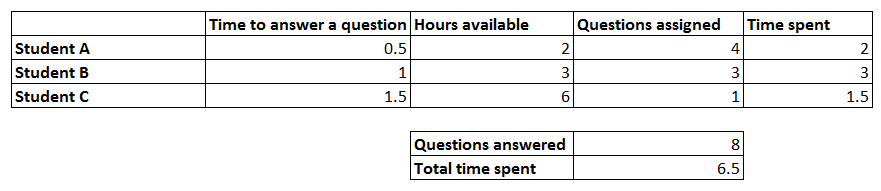 Time to answer a question Hours available Questions assigned Time spent
Student A 0.5 2 4 2
Student B 1 3 3 3
Student C 1.5 6 1 1.5
Questions answered 8
Total time spent 6.5